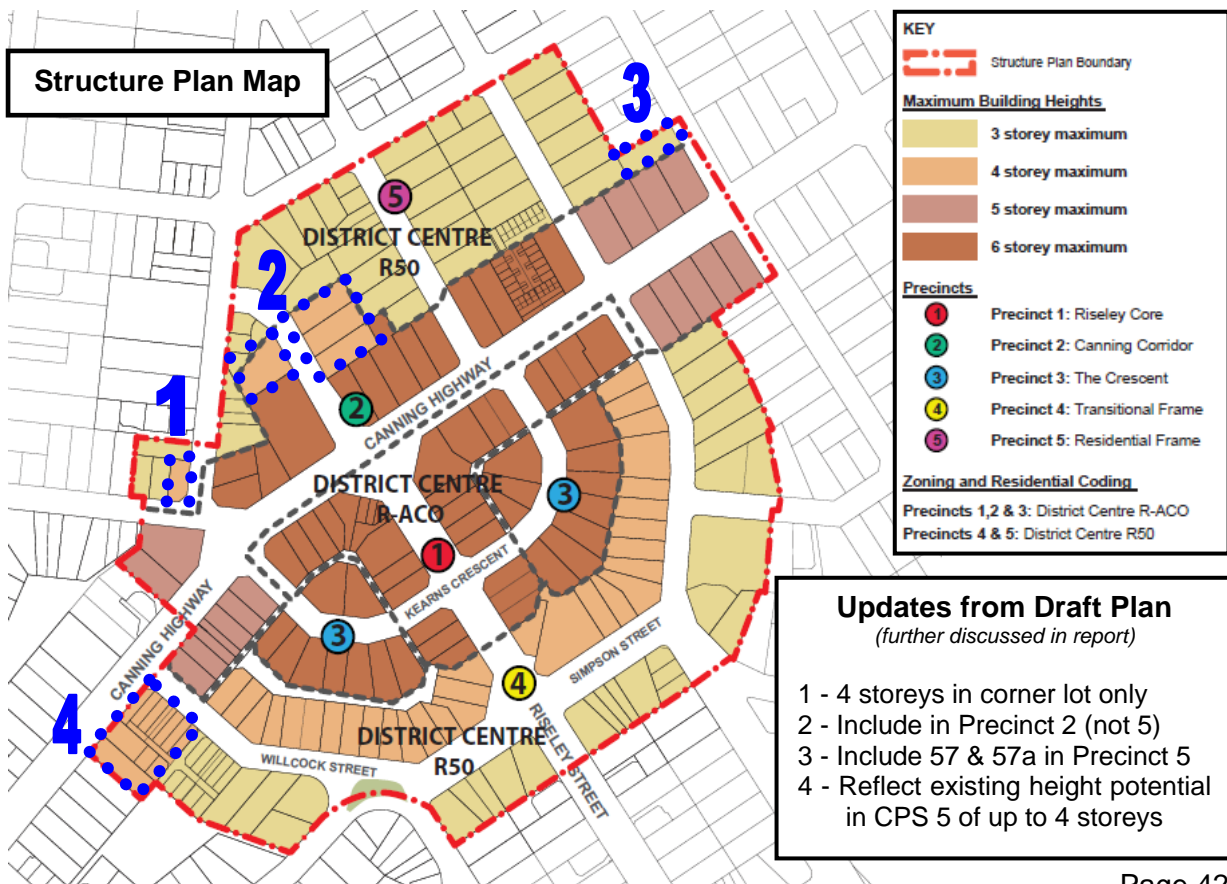 Structure Plan Map
KEY
Structure Plan Boundary
Maximum Building Heights
3 storey maximum
4 storey maximum
5 storey maximum
6 storey maximum
Precincts
1 Precinct 1: Riseley Core
2 Precinct 2: Canning Corridor
3 Precinct 3: The Crescent
4 Precinct 4: Transitional Frame
5 Precinct 5: Residential Frame
Zoning and Residential Coding
Precincts 1,2 & 3: District Centre R-ACO
Precincts 4 & 5: District Centre R50
3
5
DISTRICT CENTRE
R50
2
2
CANNING HIGHWAY
1
DISTRICT CENTRE
R-ACO
3
1
KEARNS CRESCENT
3
CANNING HIGHWAY
SIMPSON STREET
4
4
RISELEY STREET
DISTRICT CENTRE
R50
WILLCOCK STREET
Updates from Draft Plan
(further discussed in report)
1 - 4 storeys in corner lot only
2 - Include in Precinct 2 (not 5)
3 - Include 57 & 57a in Precinct 5
4 - Reflect existing height potential
in CPS 5 of up to 4 storeys
Page 42